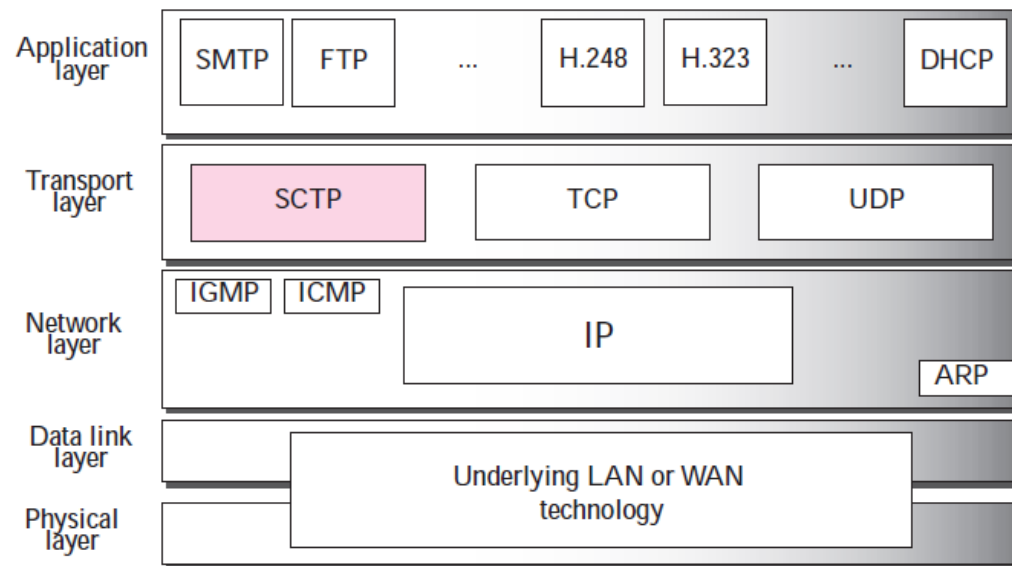 Application
layer
SMTP
FTP
...
H.248
H.323
...
DHCP
Transport
layer
SCTP
TCP
UDP
IGMP
ICMP
Network
layer
IP
ARP
Data link
layer
Underlying LAN or WAN
technology
Physical
layer